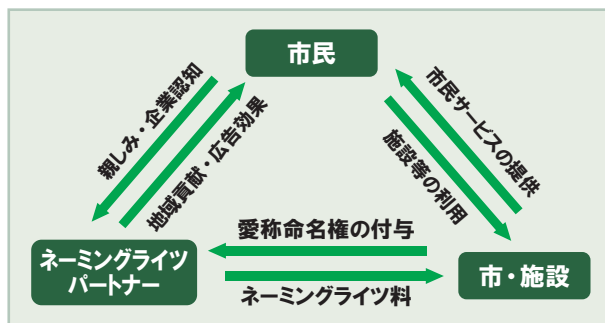 市民
親しみ・企業認知
地域貢献・広告効果
市民サービスの提供
施設等の利用
愛称命名権の付与
ネーミングライツ
パートナー
市・施設
ネーミングライツ料